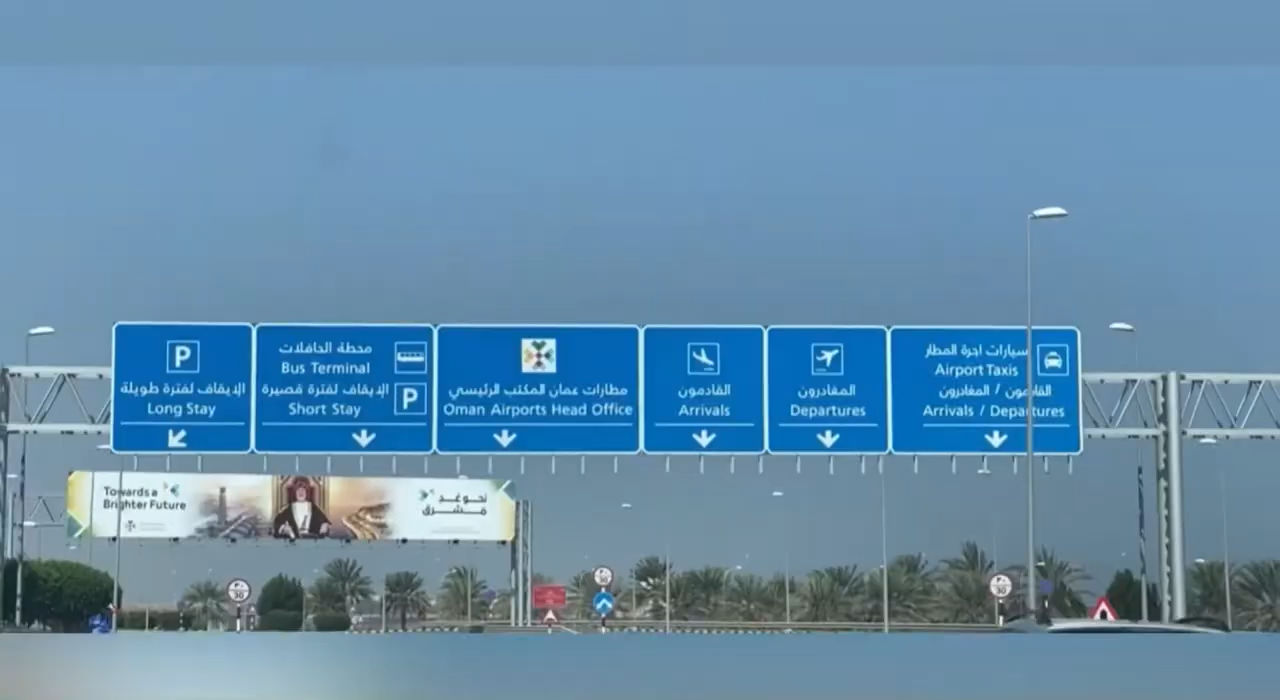 P
الإيقاف لفترة طويلة
Long Stay
محطة الحافلات
Bus Terminal
الإيقاف لفترة قصيرة
Short Stay
P
مطارات عمان المكتب الرئيسي
Oman Airports Head Office
القادمون
Arrivals
المغادرون
Departures
سيارات اجرة المطار
Airport Taxis
القادمون / المغادرون
Arrivals / Departures
Towards a
Brighter Future
نحو غد
مشرق
30
30
30